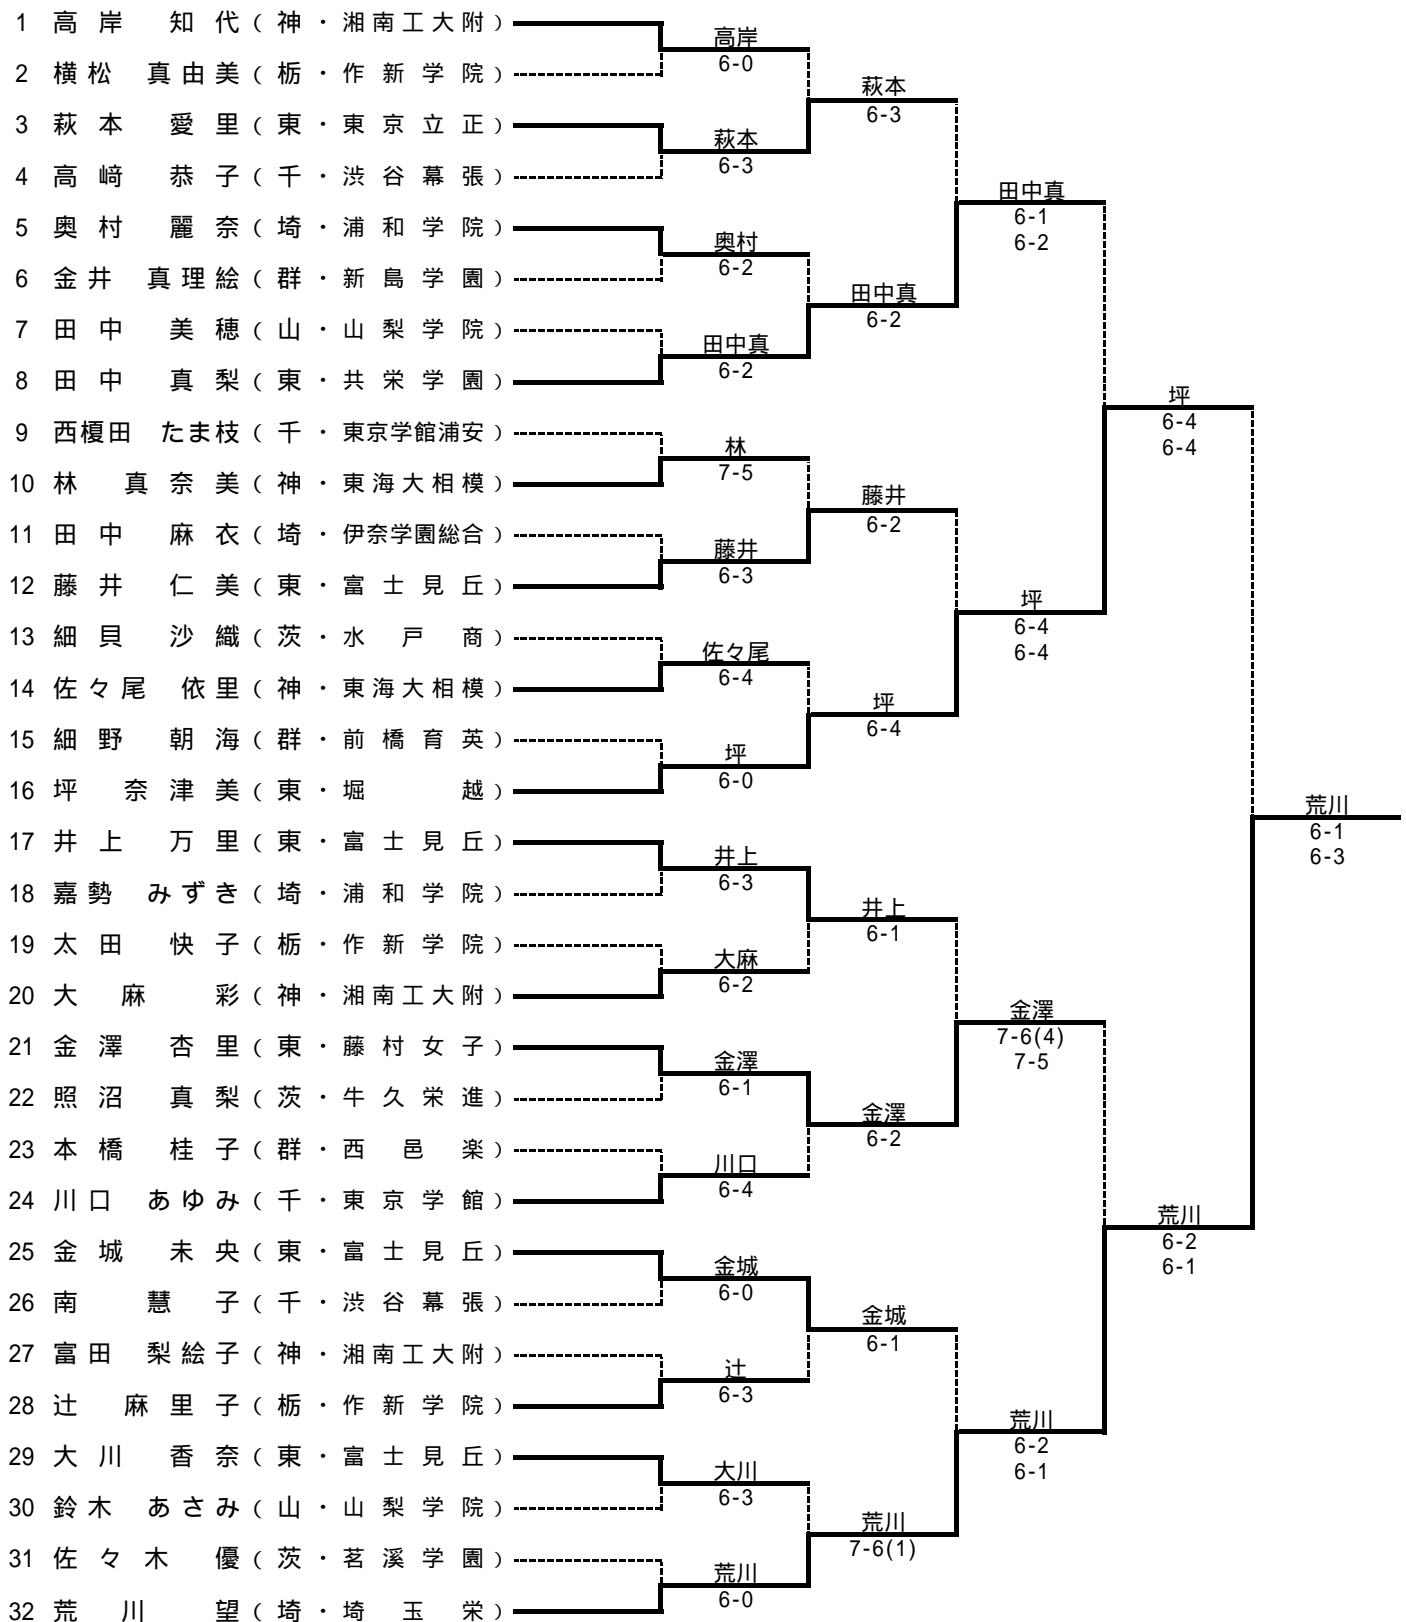 1 高岸 知代(神・湘南工大附)
2 横松 真由美(栃・作新学院)
3 萩本 愛里(東・東京立正)
4 高﨑 恭子(千・渋谷幕張)
5 奥村 麗奈(埼・浦和学院)
6 金井 真理絵(群・新島学園)
7 田中 美穂(山・山梨学院)
8 田中 真梨(東・共栄学園)
9 西榎田 たま枝(千・東京学館浦安)
10 林 真奈美(神・東海大相模)
11 田中 麻衣(埼・伊奈学園総合)
12 藤井 仁美(東・富士見丘)
13 細貝 沙織(茨・水戸商)
14 佐々尾 依里(神・東海大相模)
15 細野 朝海(群・前橋育英)
16 坪 奈津美(東・堀越)
17 井上 万里(東・富士見丘)
18 嘉勢 みずき(埼・浦和学院)
19 太田 快子(栃・作新学院)
20 大麻 彩(神・湘南工大附)
21 金澤 杏里(東・藤村女子)
22 照沼 真梨(茨・牛久栄進)
23 本橋 桂子(群・西邑楽)
24 川口 あゆみ(千・東京学館)
25 金城 未央(東・富士見丘)
26 南 慧子(千・渋谷幕張)
27 富田 梨絵子(神・湘南工大附)
28 辻 麻里子(栃・作新学院)
29 大川 香奈(東・富士見丘)
30 鈴木 あさみ(山・山梨学院)
31 佐々木 優(茨・茗溪学園)
32 荒川 望(埼・埼玉栄)
高岸
6-0
萩本
6-3
奥村
6-2
田中真
6-2
林
7-5
藤井
6-3
佐々尾
6-4
坪
6-0
井上
6-3
大麻
6-2
金澤
6-1
川口
6-4
金城
6-0
辻
6-3
大川
6-3
荒川
6-0
萩本
6-3
田中真
6-2
藤井
6-2
坪
6-4
井上
6-1
金澤
6-2
金城
6-1
荒川
7-6(1)
田中真
6-1
6-2
坪
6-4
6-4
金澤
7-6(4)
7-5
荒川
6-2
6-1
坪
6-4
6-4
荒川
6-2
6-1
荒川
6-1
6-3